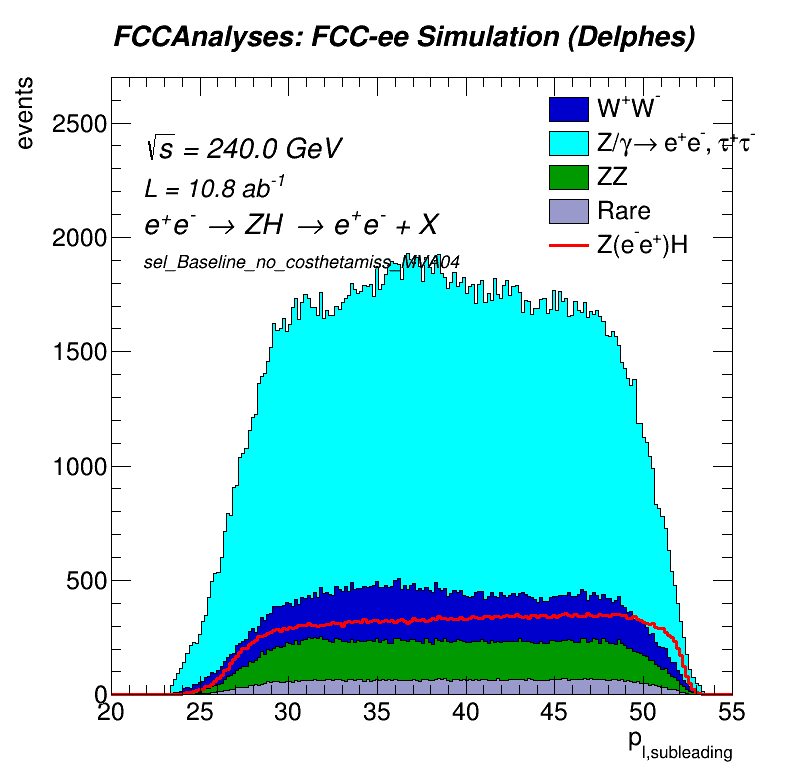 FCCAnalyses: FCC-ee Simulation (Delphes)
events
2500
2000
1500
1000
500
0
√s = 240.0 GeV
L = 10.8 ab⁻¹
e⁺e⁻ → ZH → e⁺e⁻ + X
sel_Baseline_no_costhetamiss_MVA04
W⁺W⁻
Z/γ→ e⁺e⁻, τ⁺τ⁻
ZZ
Rare
Z(e⁻e⁺)H
20 25 30 35 40 45 50 55
p_l,subleading